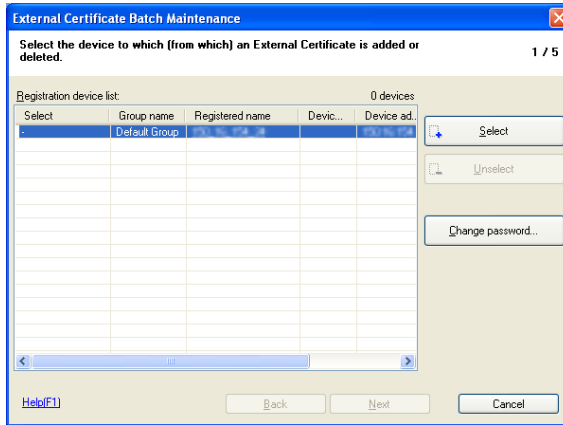 External Certificate Batch Maintenance
Select the device to which (from which) an External Certificate is added or
deleted.
1 / 5
Registration device list:
0 devices
Select Group name Registered name Devic... Device ad..
- Default Group
Select
Unselect
Change password...
Help(F1)
Back
Next
Cancel